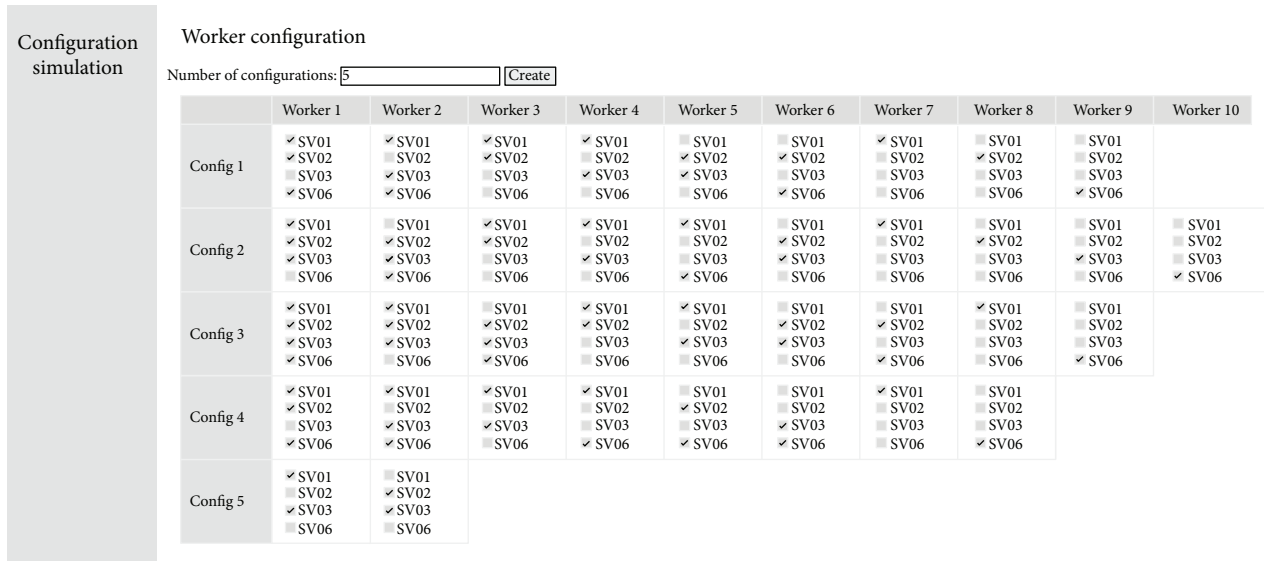 Configuration
simulation
Worker configuration
Number of configurations: 5 Create
Worker 1 Worker 2 Worker 3 Worker 4 Worker 5 Worker 6 Worker 7 Worker 8 Worker 9 Worker 10
Config 1
SV01 SV01 SV01 SV01 SV01 SV01 SV01 SV01 SV01
SV02 SV02 SV02 SV02 SV02 SV02 SV02 SV02 SV02
SV03 SV03 SV03 SV03 SV03 SV03 SV03 SV03 SV03
SV06 SV06 SV06 SV06 SV06 SV06 SV06 SV06 SV06
Config 2
SV01 SV01 SV01 SV01 SV01 SV01 SV01 SV01 SV01 SV01
SV02 SV02 SV02 SV02 SV02 SV02 SV02 SV02 SV02 SV02
SV03 SV03 SV03 SV03 SV03 SV03 SV03 SV03 SV03 SV03
SV06 SV06 SV06 SV06 SV06 SV06 SV06 SV06 SV06 SV06
Config 3
SV01 SV01 SV01 SV01 SV01 SV01 SV01 SV01 SV01
SV02 SV02 SV02 SV02 SV02 SV02 SV02 SV02 SV02
SV03 SV03 SV03 SV03 SV03 SV03 SV03 SV03 SV03
SV06 SV06 SV06 SV06 SV06 SV06 SV06 SV06 SV06
Config 4
SV01 SV01 SV01 SV01 SV01 SV01 SV01 SV01
SV02 SV02 SV02 SV02 SV02 SV02 SV02 SV02
SV03 SV03 SV03 SV03 SV03 SV03 SV03 SV03
SV06 SV06 SV06 SV06 SV06 SV06 SV06 SV06
Config 5
SV01 SV01
SV02 SV02
SV03 SV03
SV06 SV06